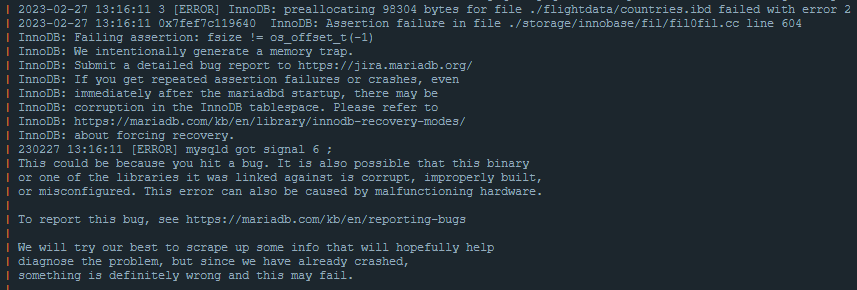 | 2023-02-27 13:16:11 3 [ERROR] InnoDB: preallocating 98304 bytes for file ./flightdata/countries.ibd failed with error 2
| 2023-02-27 13:16:11 0x7fef7c119640  InnoDB: Assertion failure in file ./storage/innobase/fil/fil0fil.cc line 604
| InnoDB: Failing assertion: fsize != os_offset_t(-1)
| InnoDB: We intentionally generate a memory trap.
| InnoDB: Submit a detailed bug report to https://jira.mariadb.org/
| InnoDB: If you get repeated assertion failures or crashes, even
| InnoDB: immediately after the mariadbd startup, there may be
| InnoDB: corruption in the InnoDB tablespace. Please refer to
| InnoDB: https://mariadb.com/kb/en/library/innodb-recovery-modes/
| InnoDB: about forcing recovery.
| 230227 13:16:11 [ERROR] mysqld got signal 6 ;
| This could be because you hit a bug. It is also possible that this binary
| or one of the libraries it was linked against is corrupt, improperly built,
| or misconfigured. This error can also be caused by malfunctioning hardware.
|
| To report this bug, see https://mariadb.com/kb/en/reporting-bugs
|
| We will try our best to scrape up some info that will hopefully help
| diagnose the problem, but since we have already crashed,
| something is definitely wrong and this may fail.
|